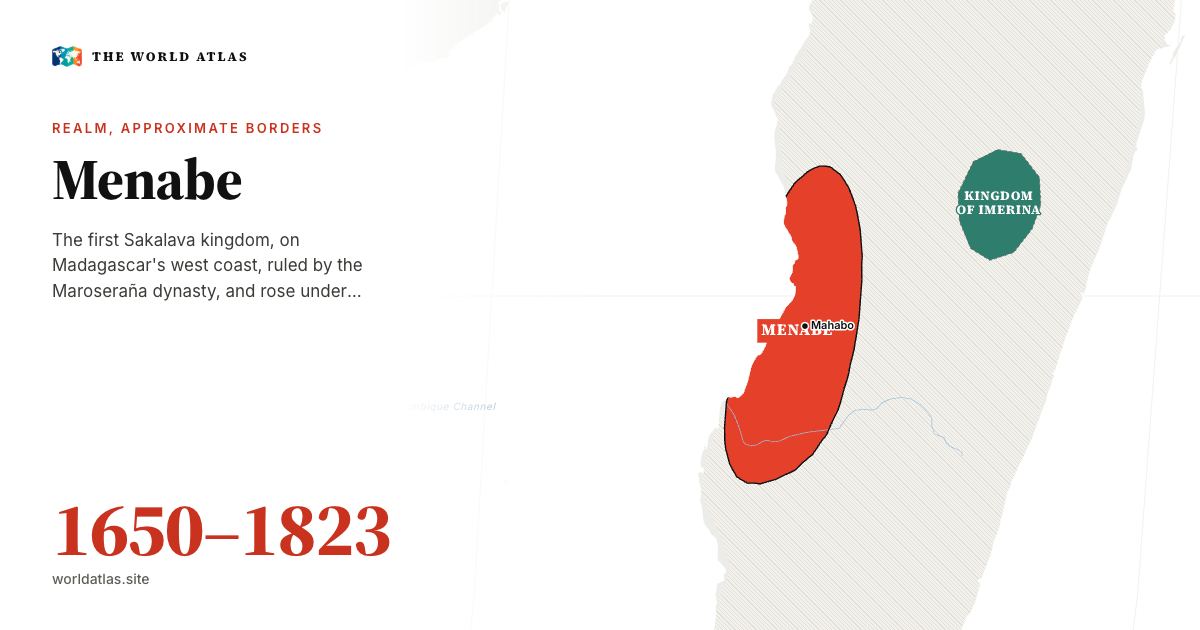 THE WORLD ATLAS
REALM, APPROXIMATE BORDERS
Menabe
The first Sakalava kingdom, on
Madagascar's west coast, ruled by the
Maroseraña dynasty, and rose under…
1650–1823
worldatlas.site
KINGDOM
OF IMERINA
MENABE
Mahabo
Channel